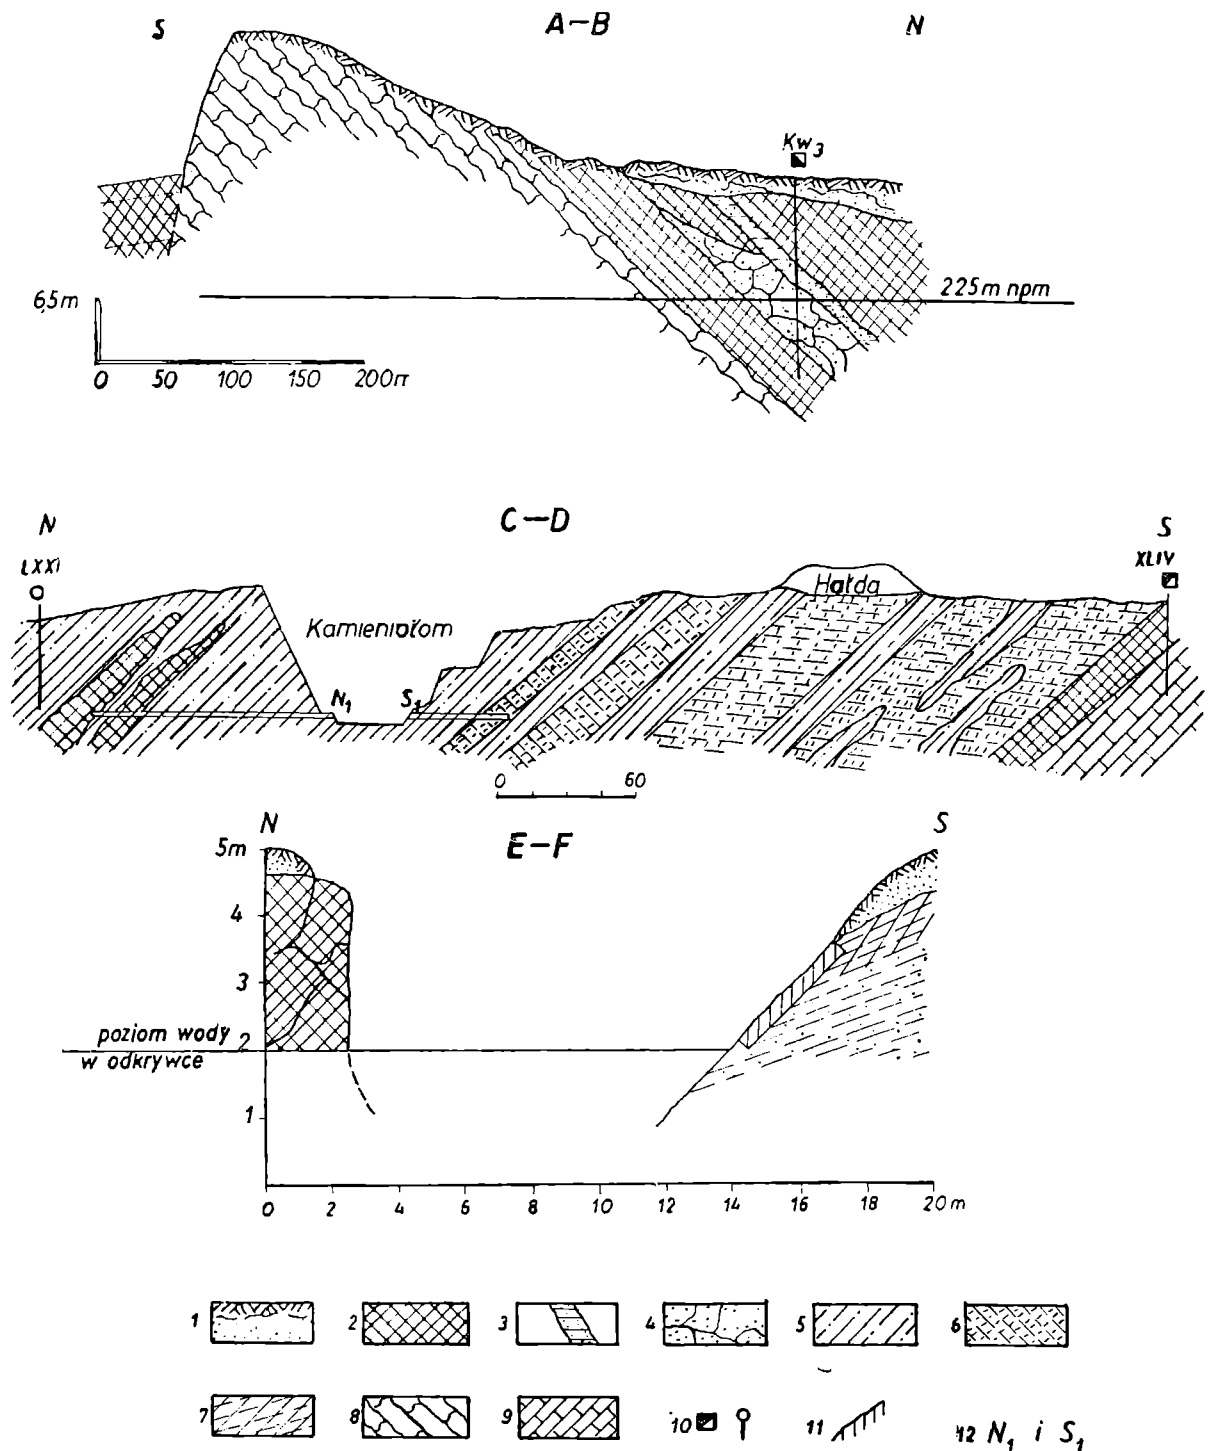 S A—B N
Kw3
6,5m
225m npm
0 50 100 150 200m
N C—D S
LXXI XLIV
Hałda
Kamieniołom
N1 S1
0 60
N E—F S
5m
4
3
poziom wody 2
w odkrywce
1
0 2 4 6 8 10 12 14 16 18 20m
1 2 3 4 5 6
7 8 9 10 11 12 N1 i S1